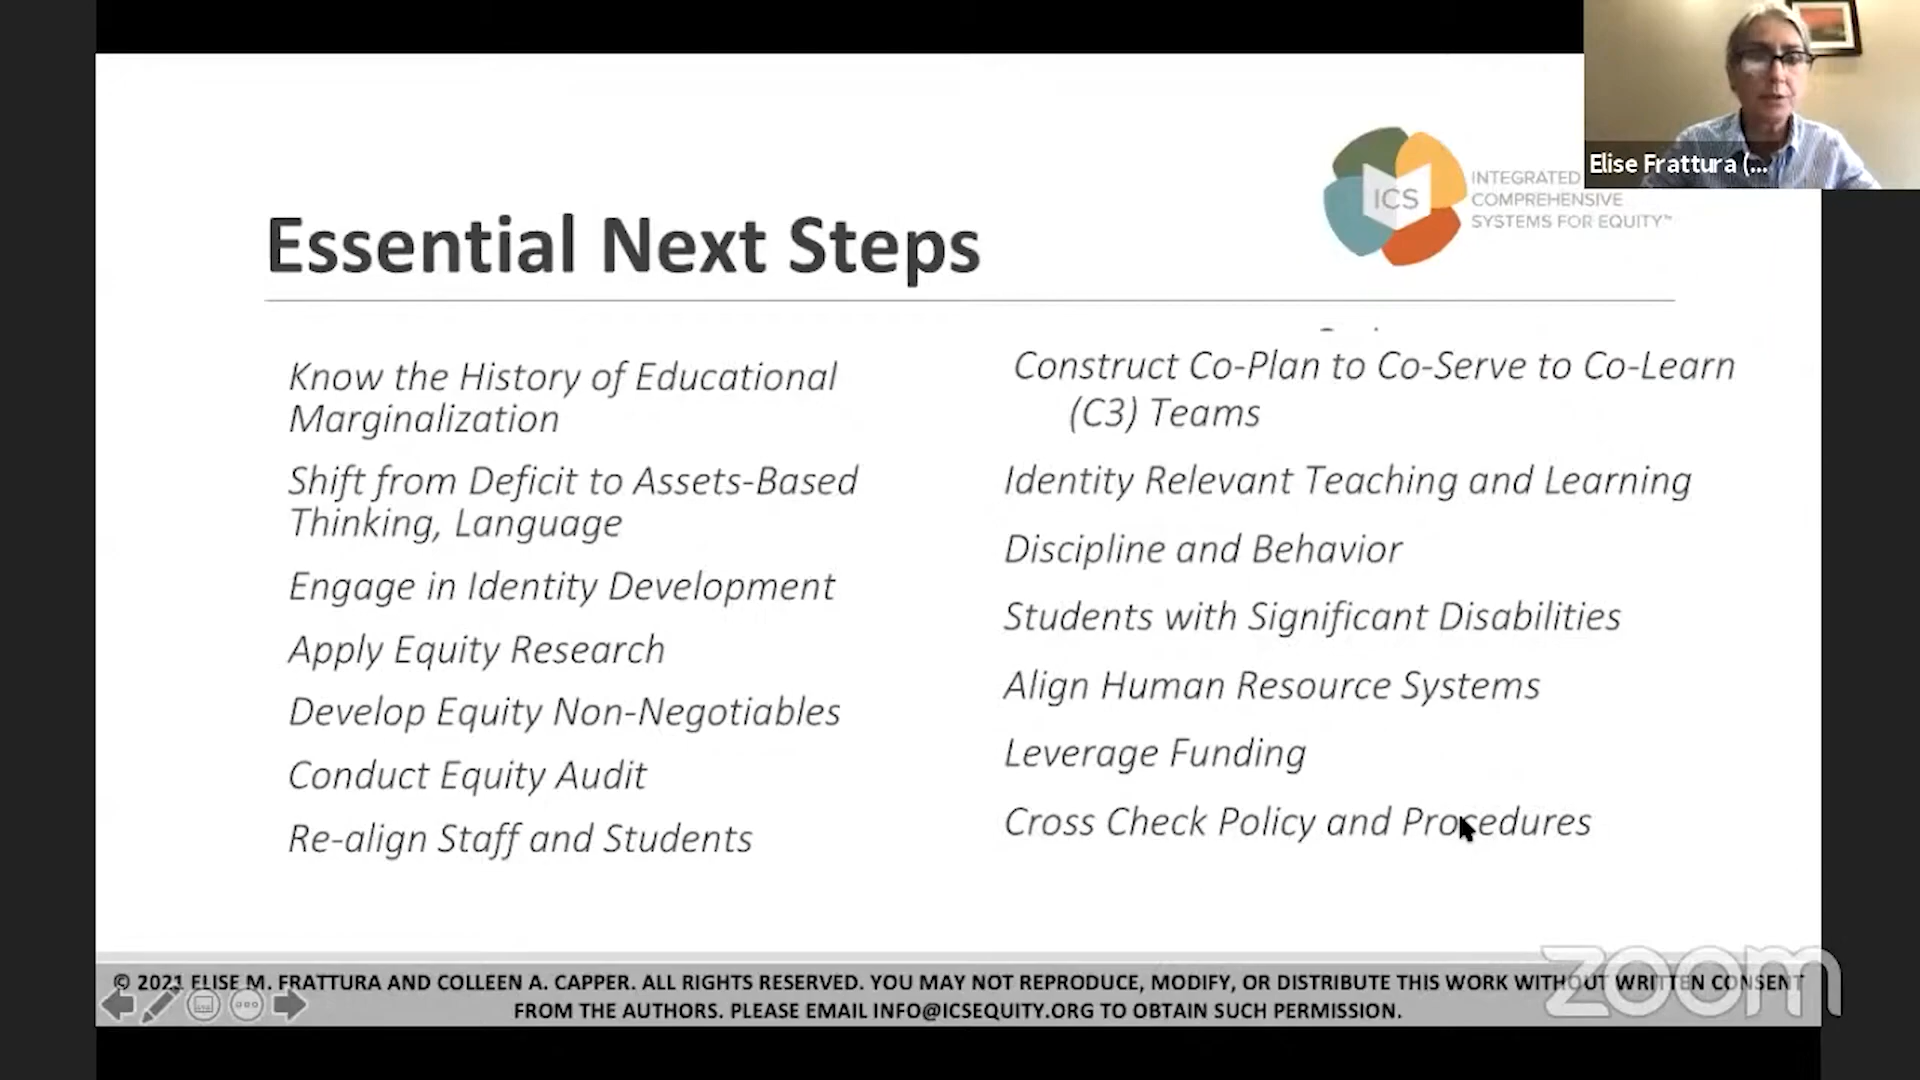 Elise Frattura (...
ICS
INTEGRATED
COMPREHENSIVE
SYSTEMS FOR EQUITY™
Essential Next Steps
Know the History of Educational
Marginalization
Shift from Deficit to Assets-Based
Thinking, Language
Engage in Identity Development
Apply Equity Research
Develop Equity Non-Negotiables
Conduct Equity Audit
Re-align Staff and Students
Construct Co-Plan to Co-Serve to Co-Learn
(C3) Teams
Identity Relevant Teaching and Learning
Discipline and Behavior
Students with Significant Disabilities
Align Human Resource Systems
Leverage Funding
Cross Check Policy and Procedures
© 2021 ELISE M. FRATTURA AND COLLEEN A. CAPPER. ALL RIGHTS RESERVED. YOU MAY NOT REPRODUCE, MODIFY, OR DISTRIBUTE THIS WORK WITHOUT WRITTEN CONSENT
FROM THE AUTHORS. PLEASE EMAIL INFO@ICSEQUITY.ORG TO OBTAIN SUCH PERMISSION.
zoom